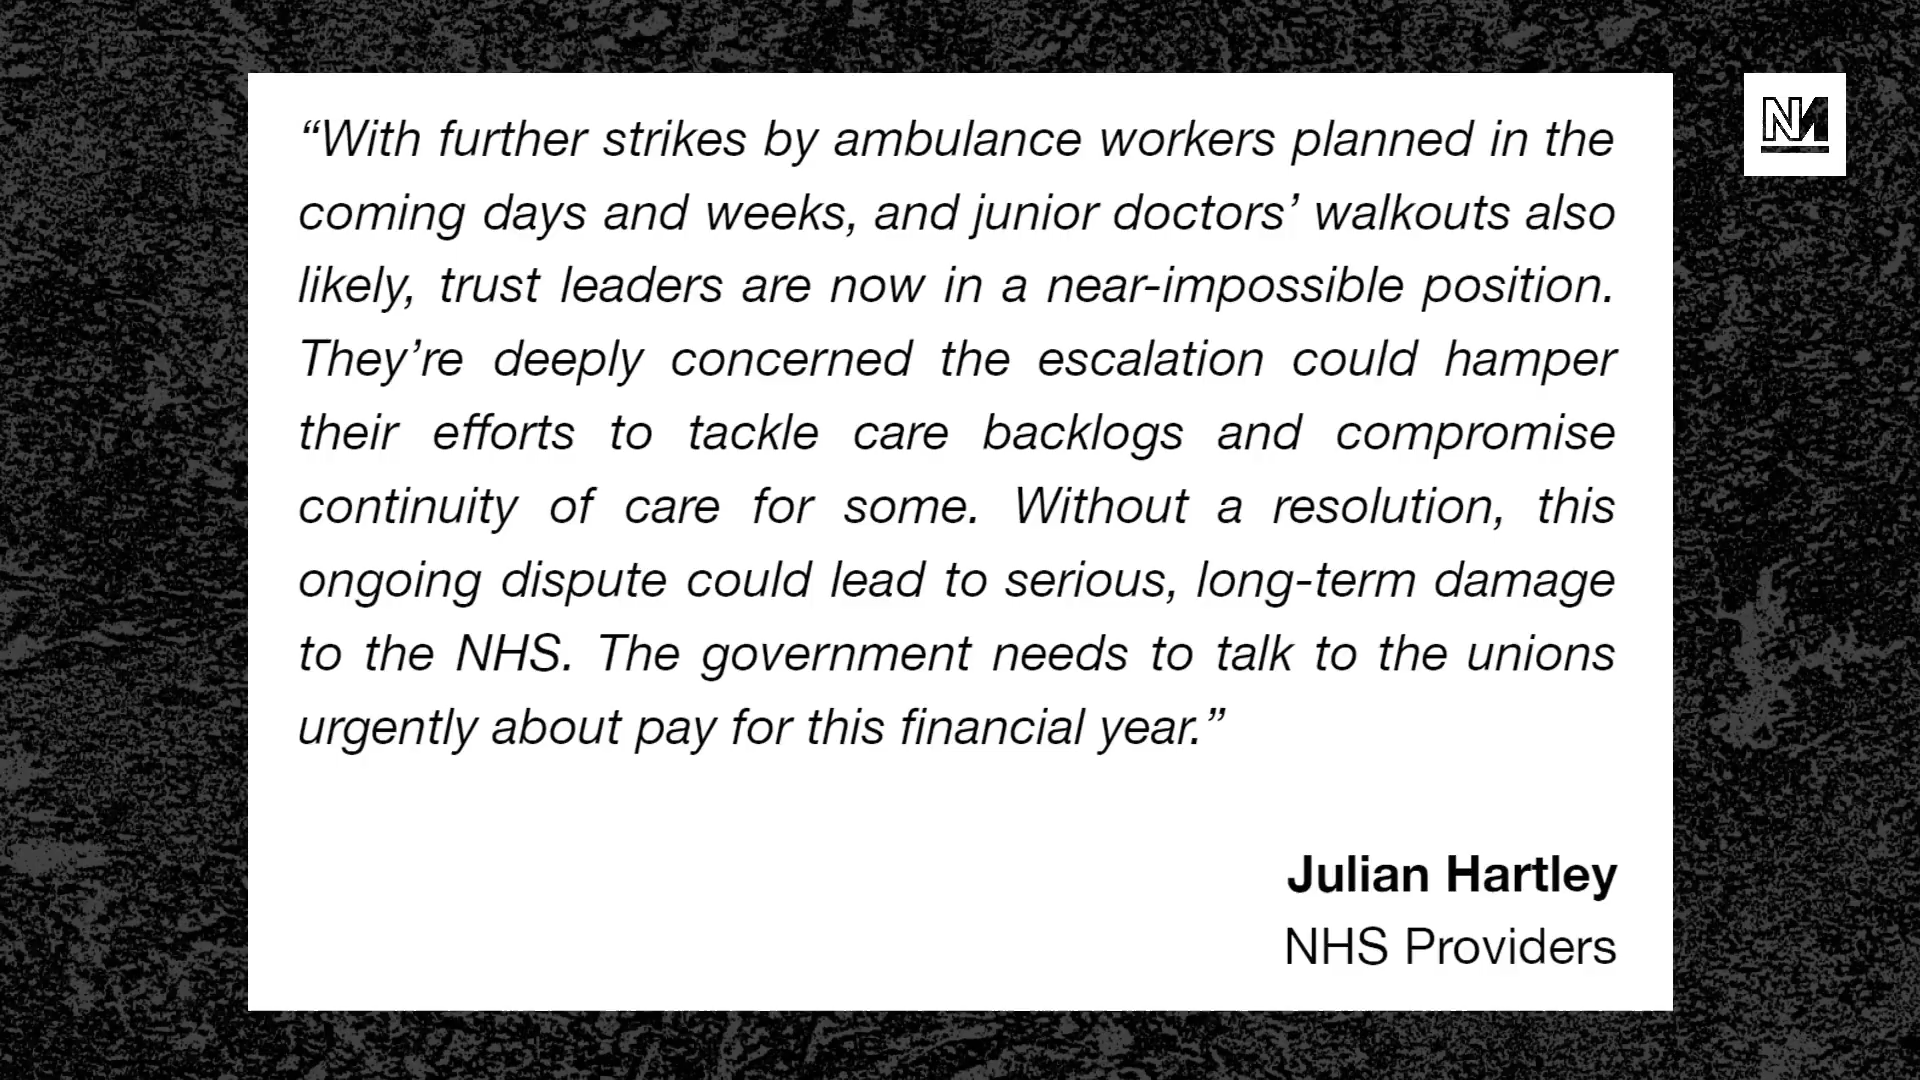 “With further strikes by ambulance workers planned in the
coming days and weeks, and junior doctors’ walkouts also
likely, trust leaders are now in a near-impossible position.
They’re deeply concerned the escalation could hamper
their efforts to tackle care backlogs and compromise
continuity of care for some. Without a resolution, this
ongoing dispute could lead to serious, long-term damage
to the NHS. The government needs to talk to the unions
urgently about pay for this financial year.”
Julian Hartley
NHS Providers
NM